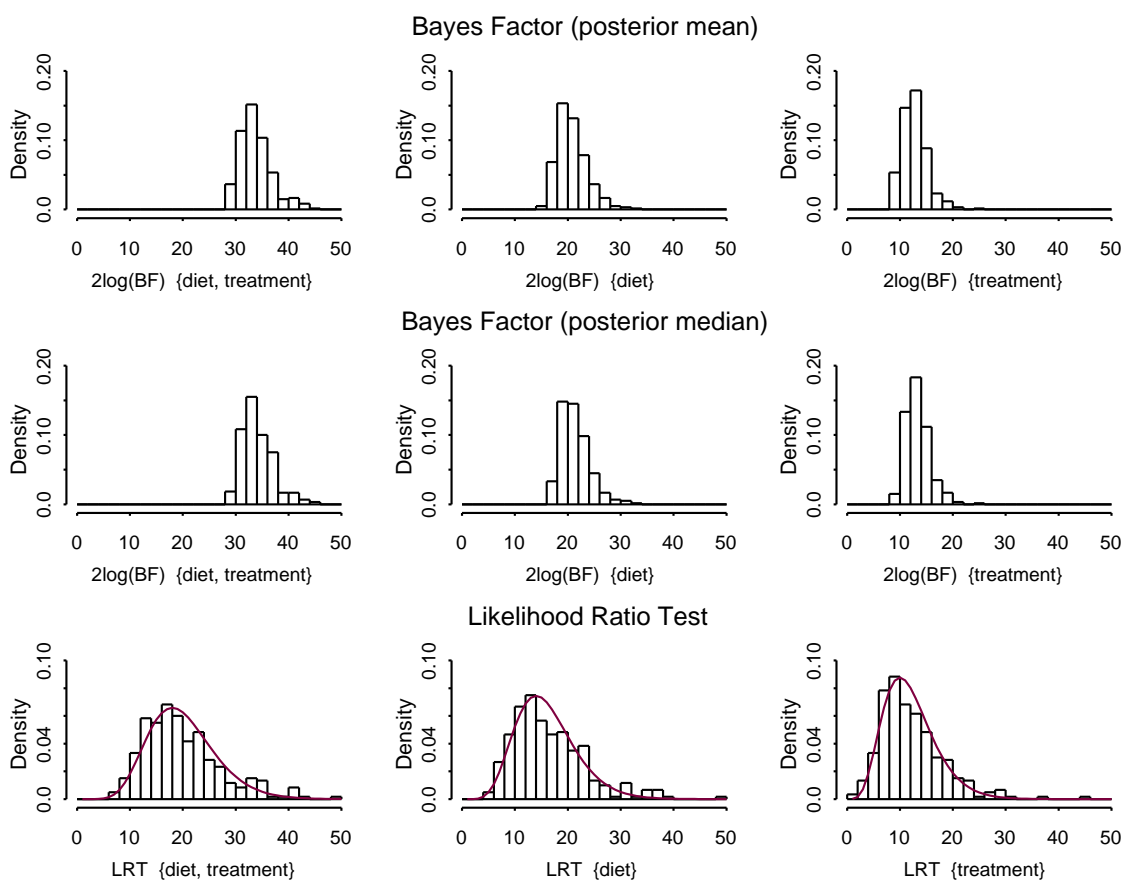 Bayes Factor (posterior mean)
Density
0.0 0.10 0.20
0 10 20 30 40 50
2log(BF) {diet, treatment}
Density
0.0 0.10 0.20
0 10 20 30 40 50
2log(BF) {diet}
Density
0.0 0.10 0.20
0 10 20 30 40 50
2log(BF) {treatment}
Bayes Factor (posterior median)
Density
0.0 0.10 0.20
0 10 20 30 40 50
2log(BF) {diet, treatment}
Density
0.0 0.10 0.20
0 10 20 30 40 50
2log(BF) {diet}
Density
0.0 0.10 0.20
0 10 20 30 40 50
2log(BF) {treatment}
Likelihood Ratio Test
Density
0.0 0.04 0.10
0 10 20 30 40 50
LRT {diet, treatment}
Density
0.0 0.04 0.10
0 10 20 30 40 50
LRT {diet}
Density
0.0 0.04 0.10
0 10 20 30 40 50
LRT {treatment}